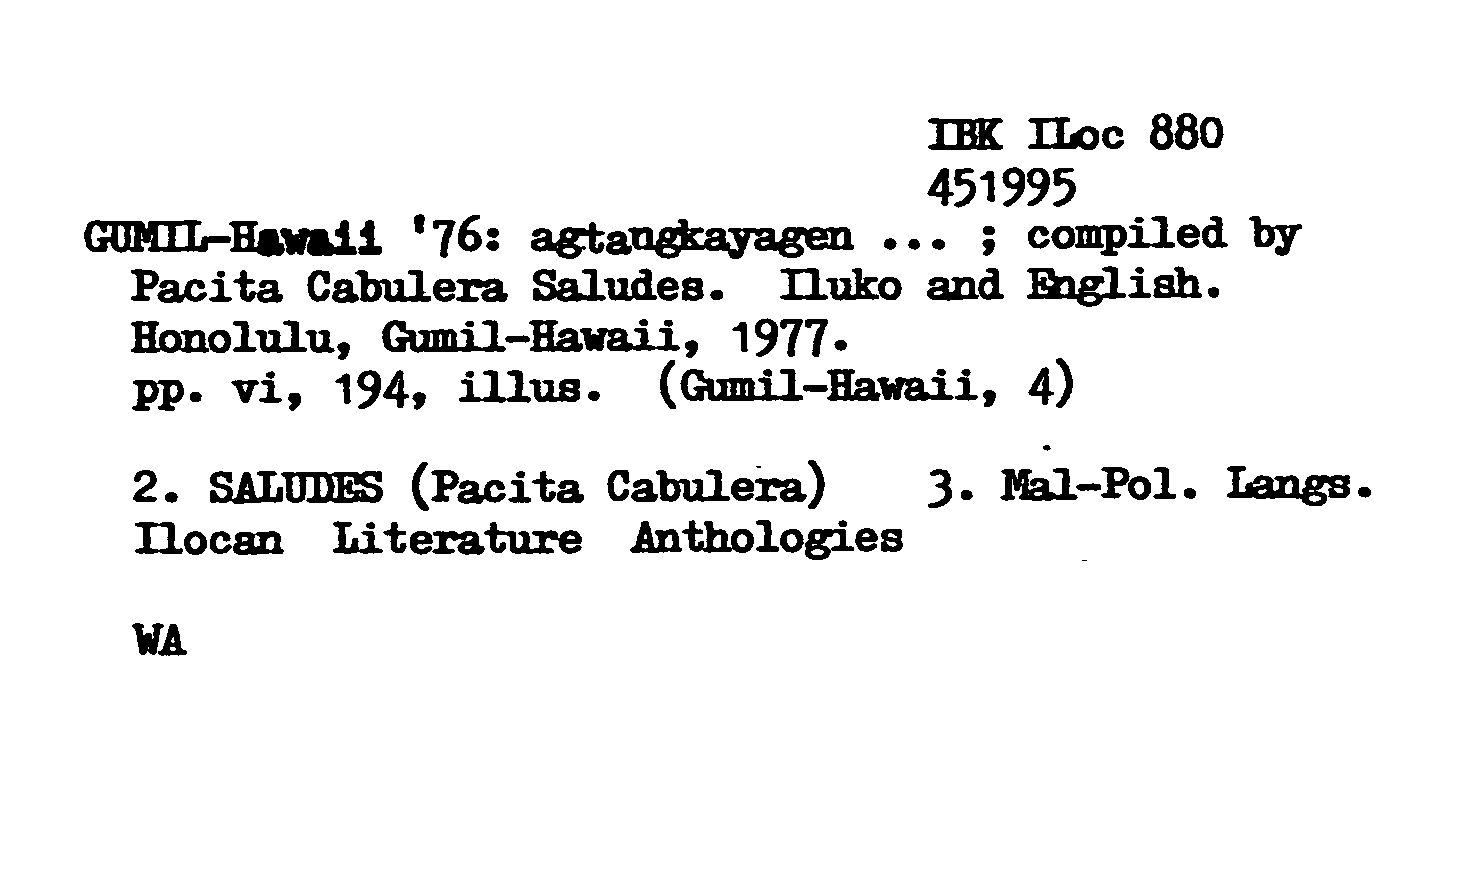 IBK ILoc 880
451995
GUMIL-Hawaii '76: agtangkayagen ... ; compiled by
Pacita Cabulera Saludes. Iluko and English.
Honolulu, Gumil-Hawaii, 1977.
pp. vi, 194, illus. (Gumil-Hawaii, 4)
2. SALUDES (Pacita Cabulera) 3. Mal-Pol. Langs.
Ilocan Literature Anthologies
WA